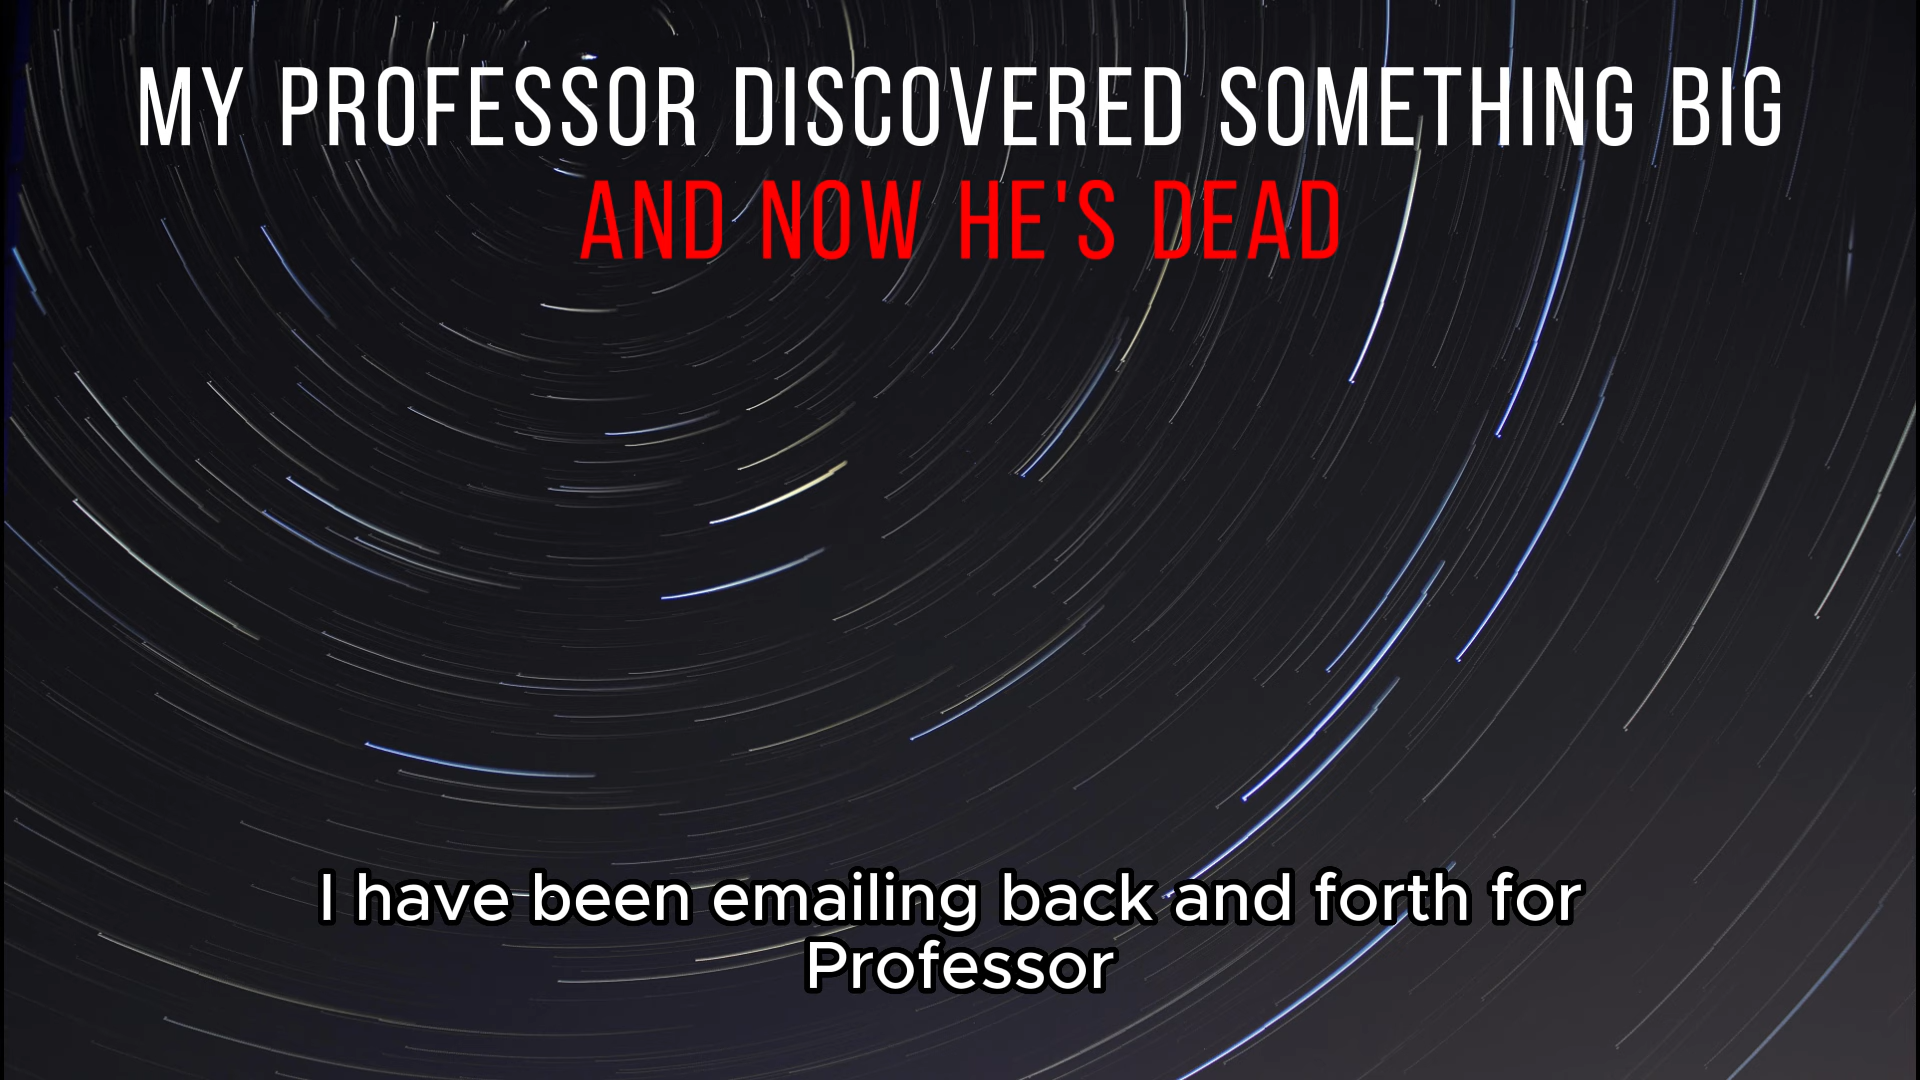 MY PROFESSOR DISCOVERED SOMETHING BIG
AND NOW HE'S DEAD
I have been emailing back and forth for
Professor